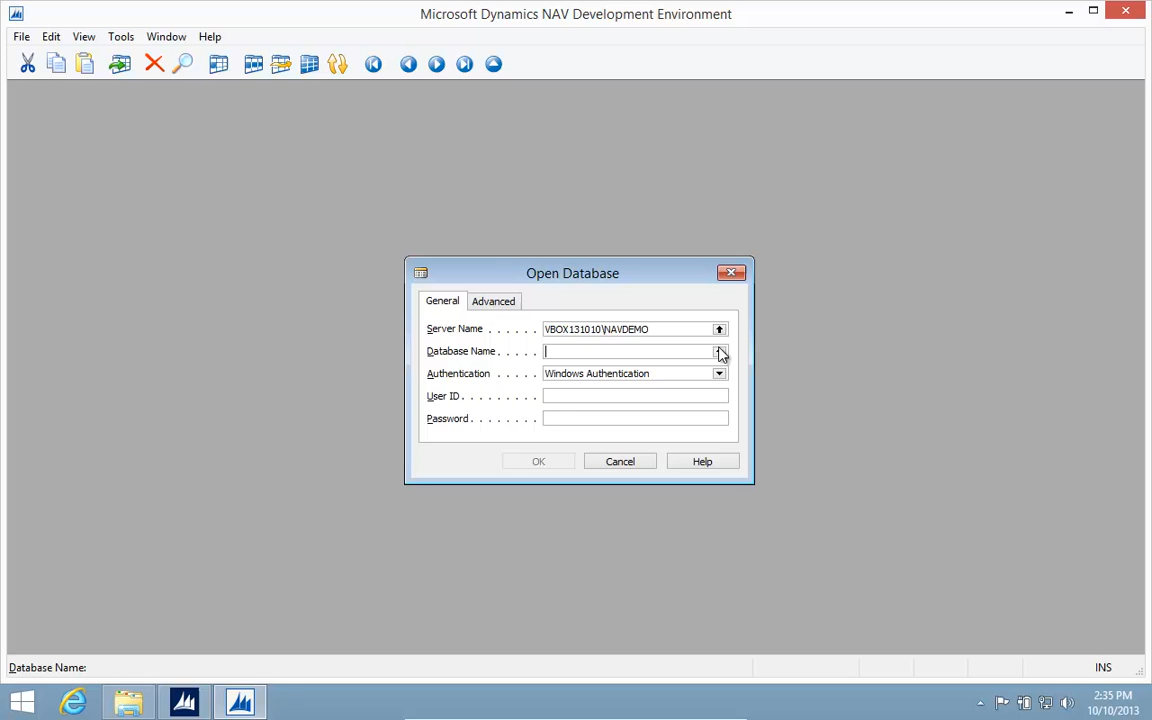 Microsoft Dynamics NAV Development Environment
File Edit View Tools Window Help
Open Database
General Advanced
Server Name . . . . . . VBOX131010\NAVDEMO
Database Name . . . . .
Authentication . . . . . Windows Authentication
User ID . . . . . . . . .
Password . . . . . . . .
OK Cancel Help
Database Name: INS
2:35 PM
10/10/2013